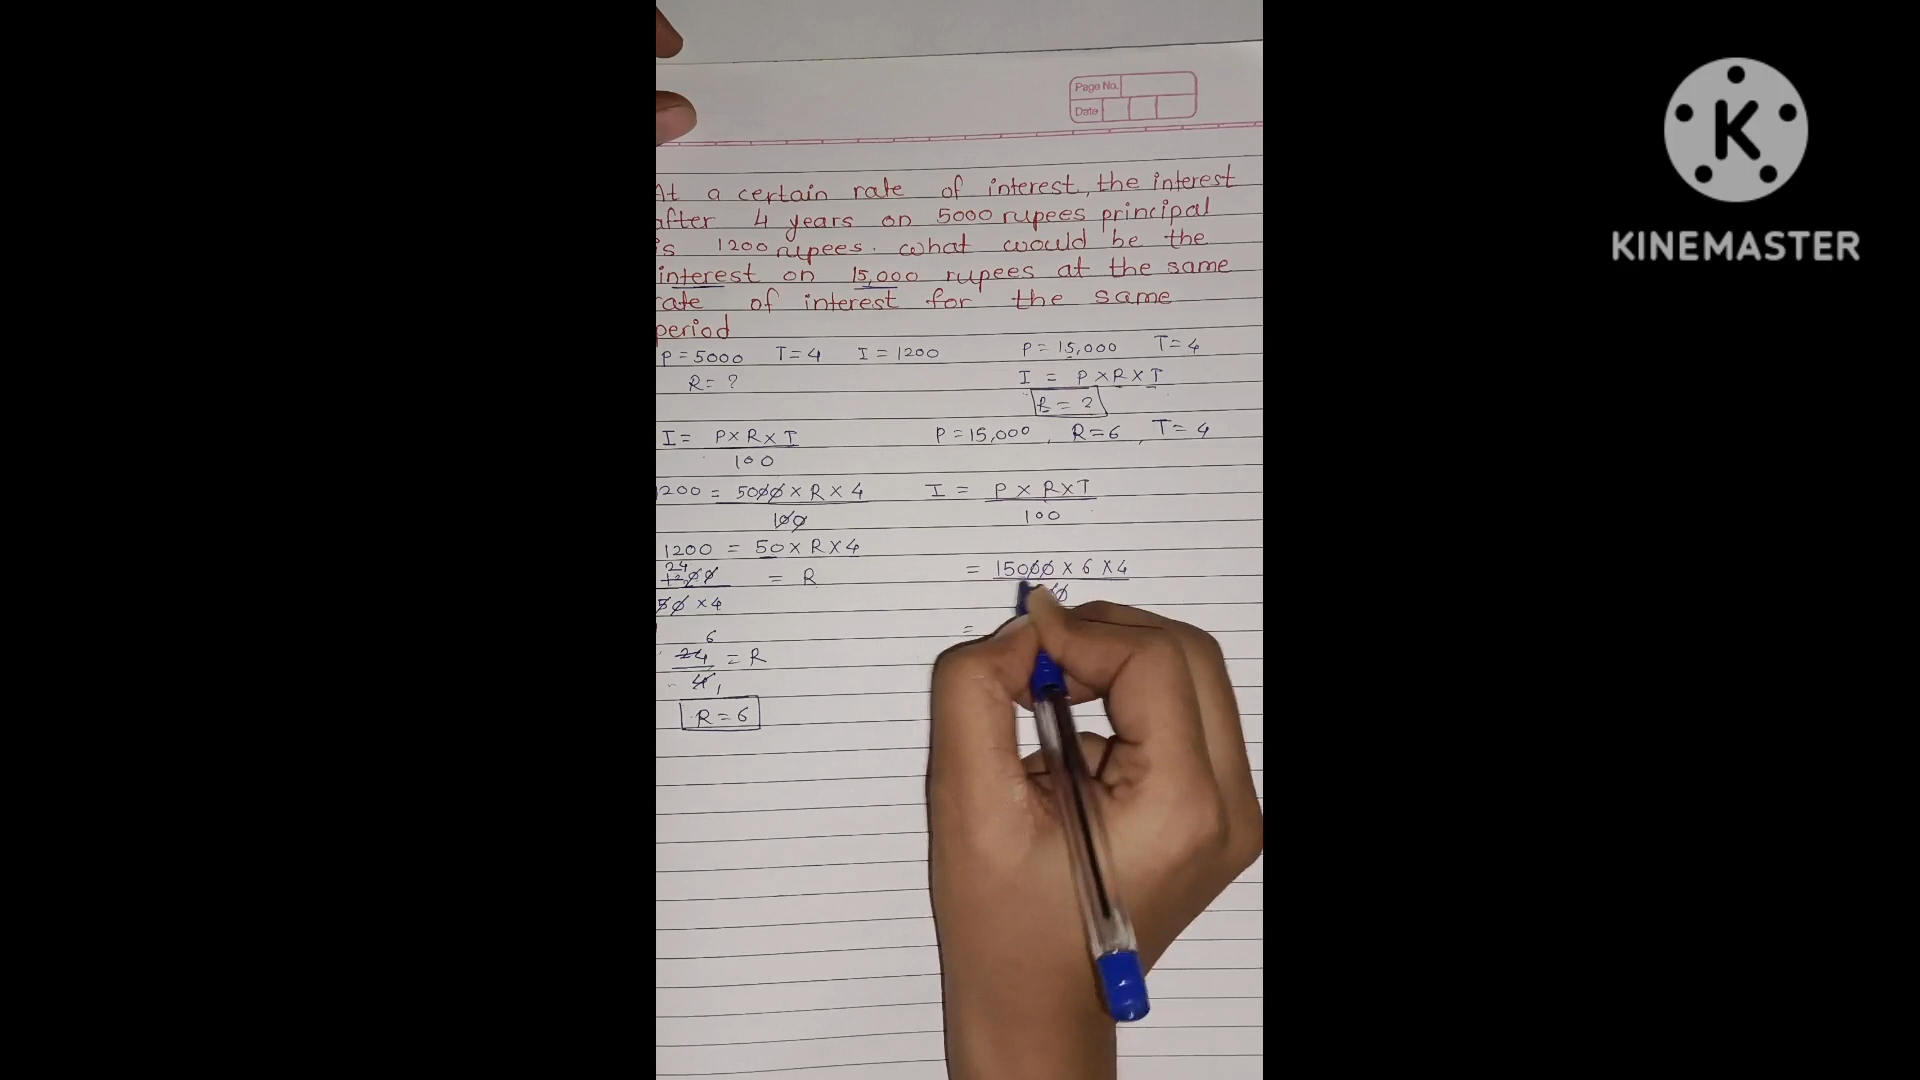 Page No.
Date
At a certain rate of interest, the interest
after 4 years on 5000 rupees principal
is 1200 rupees. what would be the
interest on 15,000 rupees at the same
rate of interest for the same
period
P = 5000 T = 4 I = 1200
R = ?
I = P x R x T
100
1200 = 5000 x R x 4
100
1200 = 50 x R x 4
24
1200 = R
50 x 4
6
24 = R
4 1
R = 6
P = 15,000 T = 4
I = P x R x T
R = ?
P = 15,000, R = 6, T = 4
I = P x R x T
100
= 15000 x 6 x 4
=
K
KINEMASTER